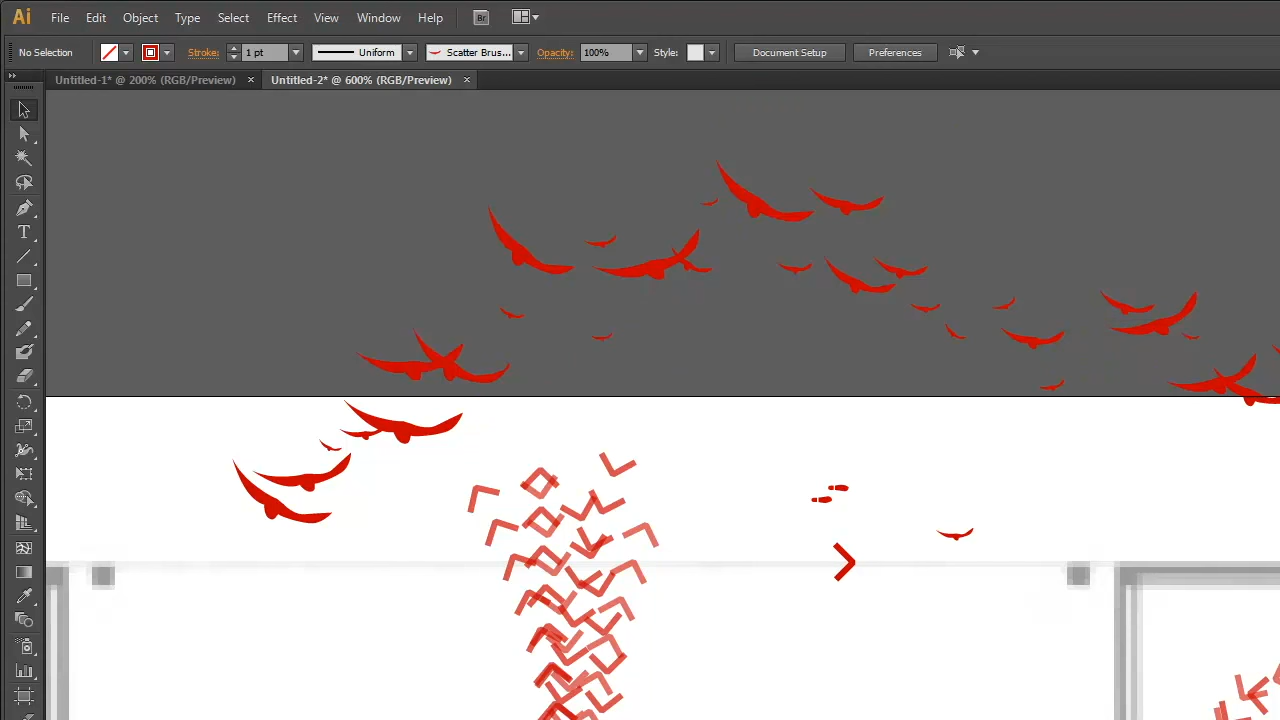 Ai File Edit Object Type Select Effect View Window Help Br
No Selection Stroke: 1 pt Uniform Scatter Brus... Opacity: 100% Style: Document Setup Preferences
Untitled-1* @ 200% (RGB/Preview) × Untitled-2* @ 600% (RGB/Preview) ×
T